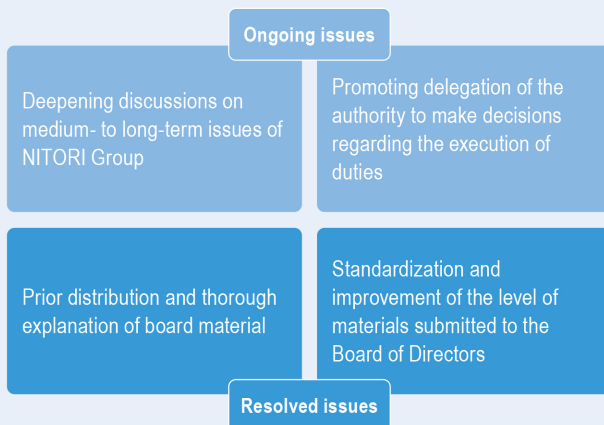 Ongoing issues
Deepening discussions on
medium- to long-term issues of
NITORI Group
Promoting delegation of the
authority to make decisions
regarding the execution of
duties
Prior distribution and thorough
explanation of board material
Standardization and
improvement of the level of
materials submitted to the
Board of Directors
Resolved issues